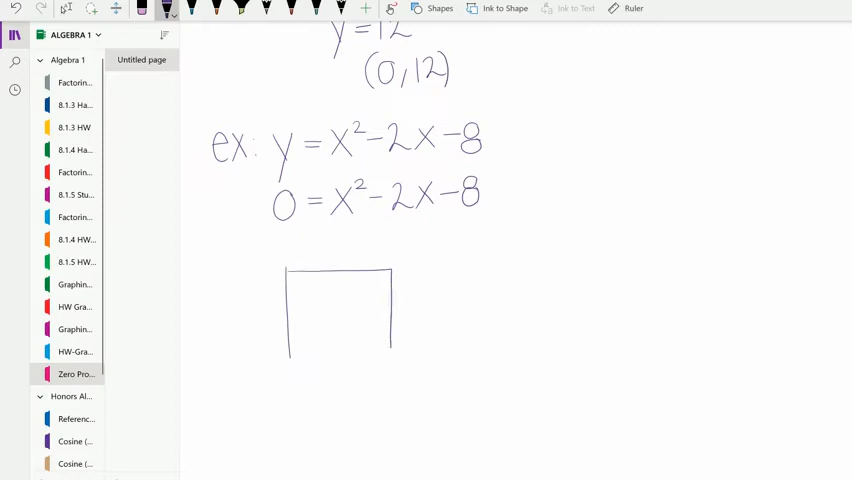 Shapes
Ink to Shape
Ink to Text
Ruler
ALGEBRA 1
Algebra 1
Untitled page
Factorin...
8.1.3 Ha...
8.1.3 HW
8.1.4 Ha...
Factorin...
8.1.5 Stu...
Factorin...
8.1.4 HW...
8.1.5 HW...
Graphin...
HW Gra...
Graphin...
HW-Gra...
Zero Pro...
Honors Al...
Referenc...
Cosine (...
Cosine (...
y = 12
(0, 12)
ex: y = x² - 2x - 8
0 = x² - 2x - 8